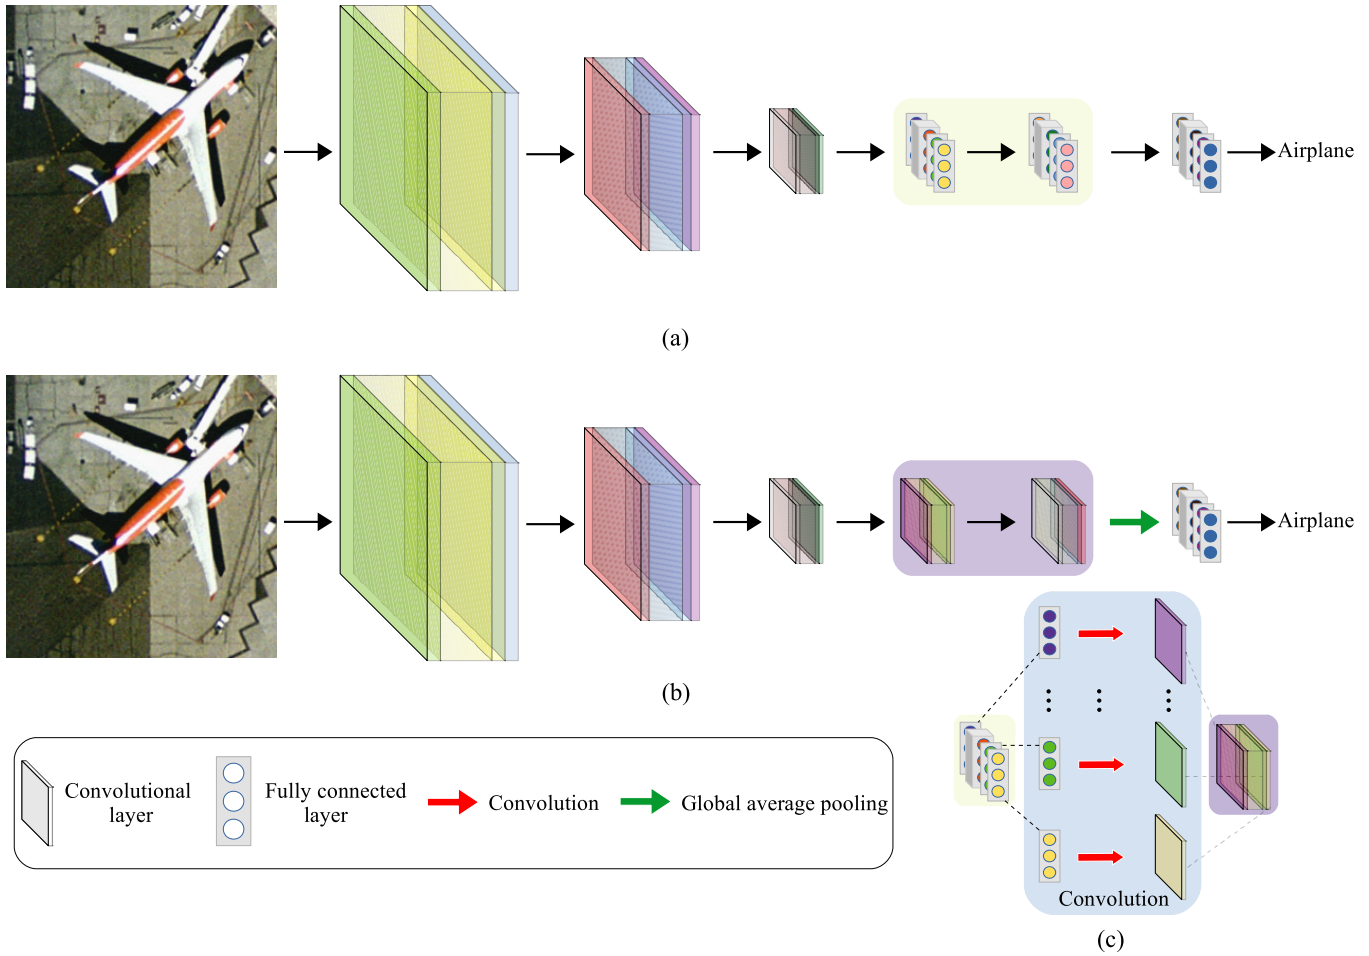 Airplane
(a)
Airplane
(b)
Convolutional
layer
Fully connected
layer
Convolution
Global average pooling
Convolution
(c)